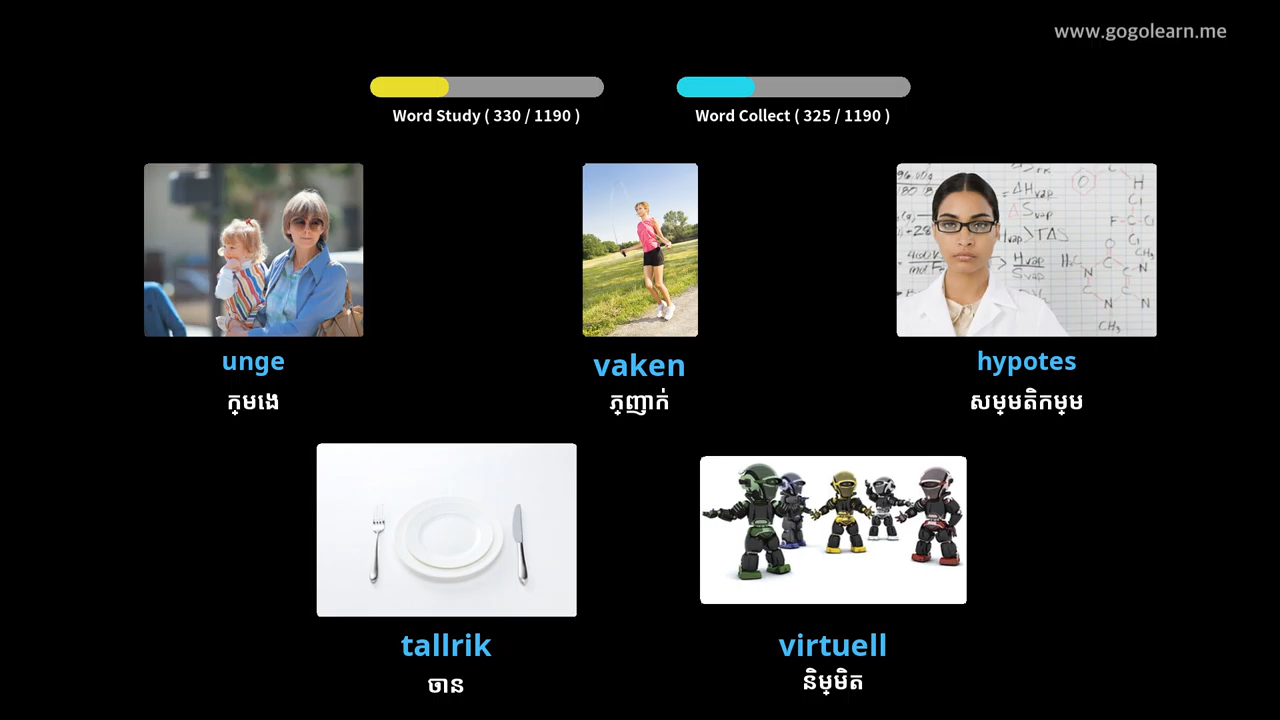 www.gogolearn.me
Word Study ( 330 / 1190 )
Word Collect ( 325 / 1190 )
unge
ក្មេង
vaken
ភ្ញាក់
hypotes
សម្មតិកម្ម
tallrik
ចាន
virtuell
និម្មិត